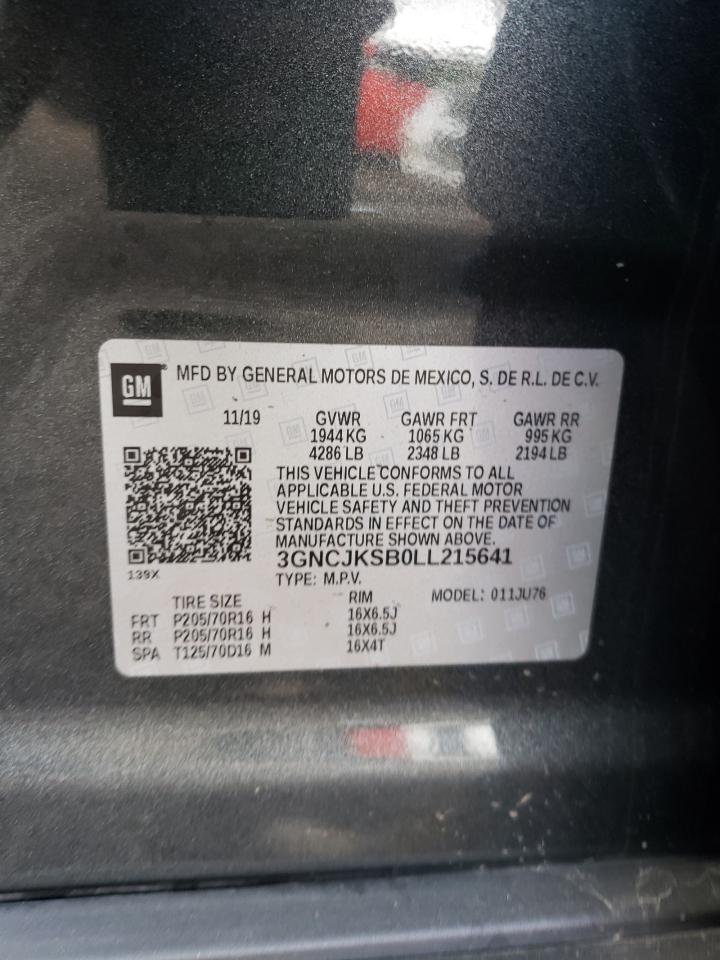 GM
MFD BY GENERAL MOTORS DE MEXICO, S. DE R.L. DE C.V.
11/19 GVWR GAWR FRT GAWR RR
1944 KG 1065 KG 995 KG
4286 LB 2348 LB 2194 LB
THIS VEHICLE CONFORMS TO ALL
APPLICABLE U.S. FEDERAL MOTOR
VEHICLE SAFETY AND THEFT PREVENTION
STANDARDS IN EFFECT ON THE DATE OF
MANUFACTURE SHOWN ABOVE.
3GNCJKSB0LL215641
139X
TYPE: M.P.V. MODEL: 011JU76
TIRE SIZE RIM
FRT P205/70R16 H 16X6.5J
RR P205/70R16 H 16X6.5J
SPA T125/70D16 M 16X4T